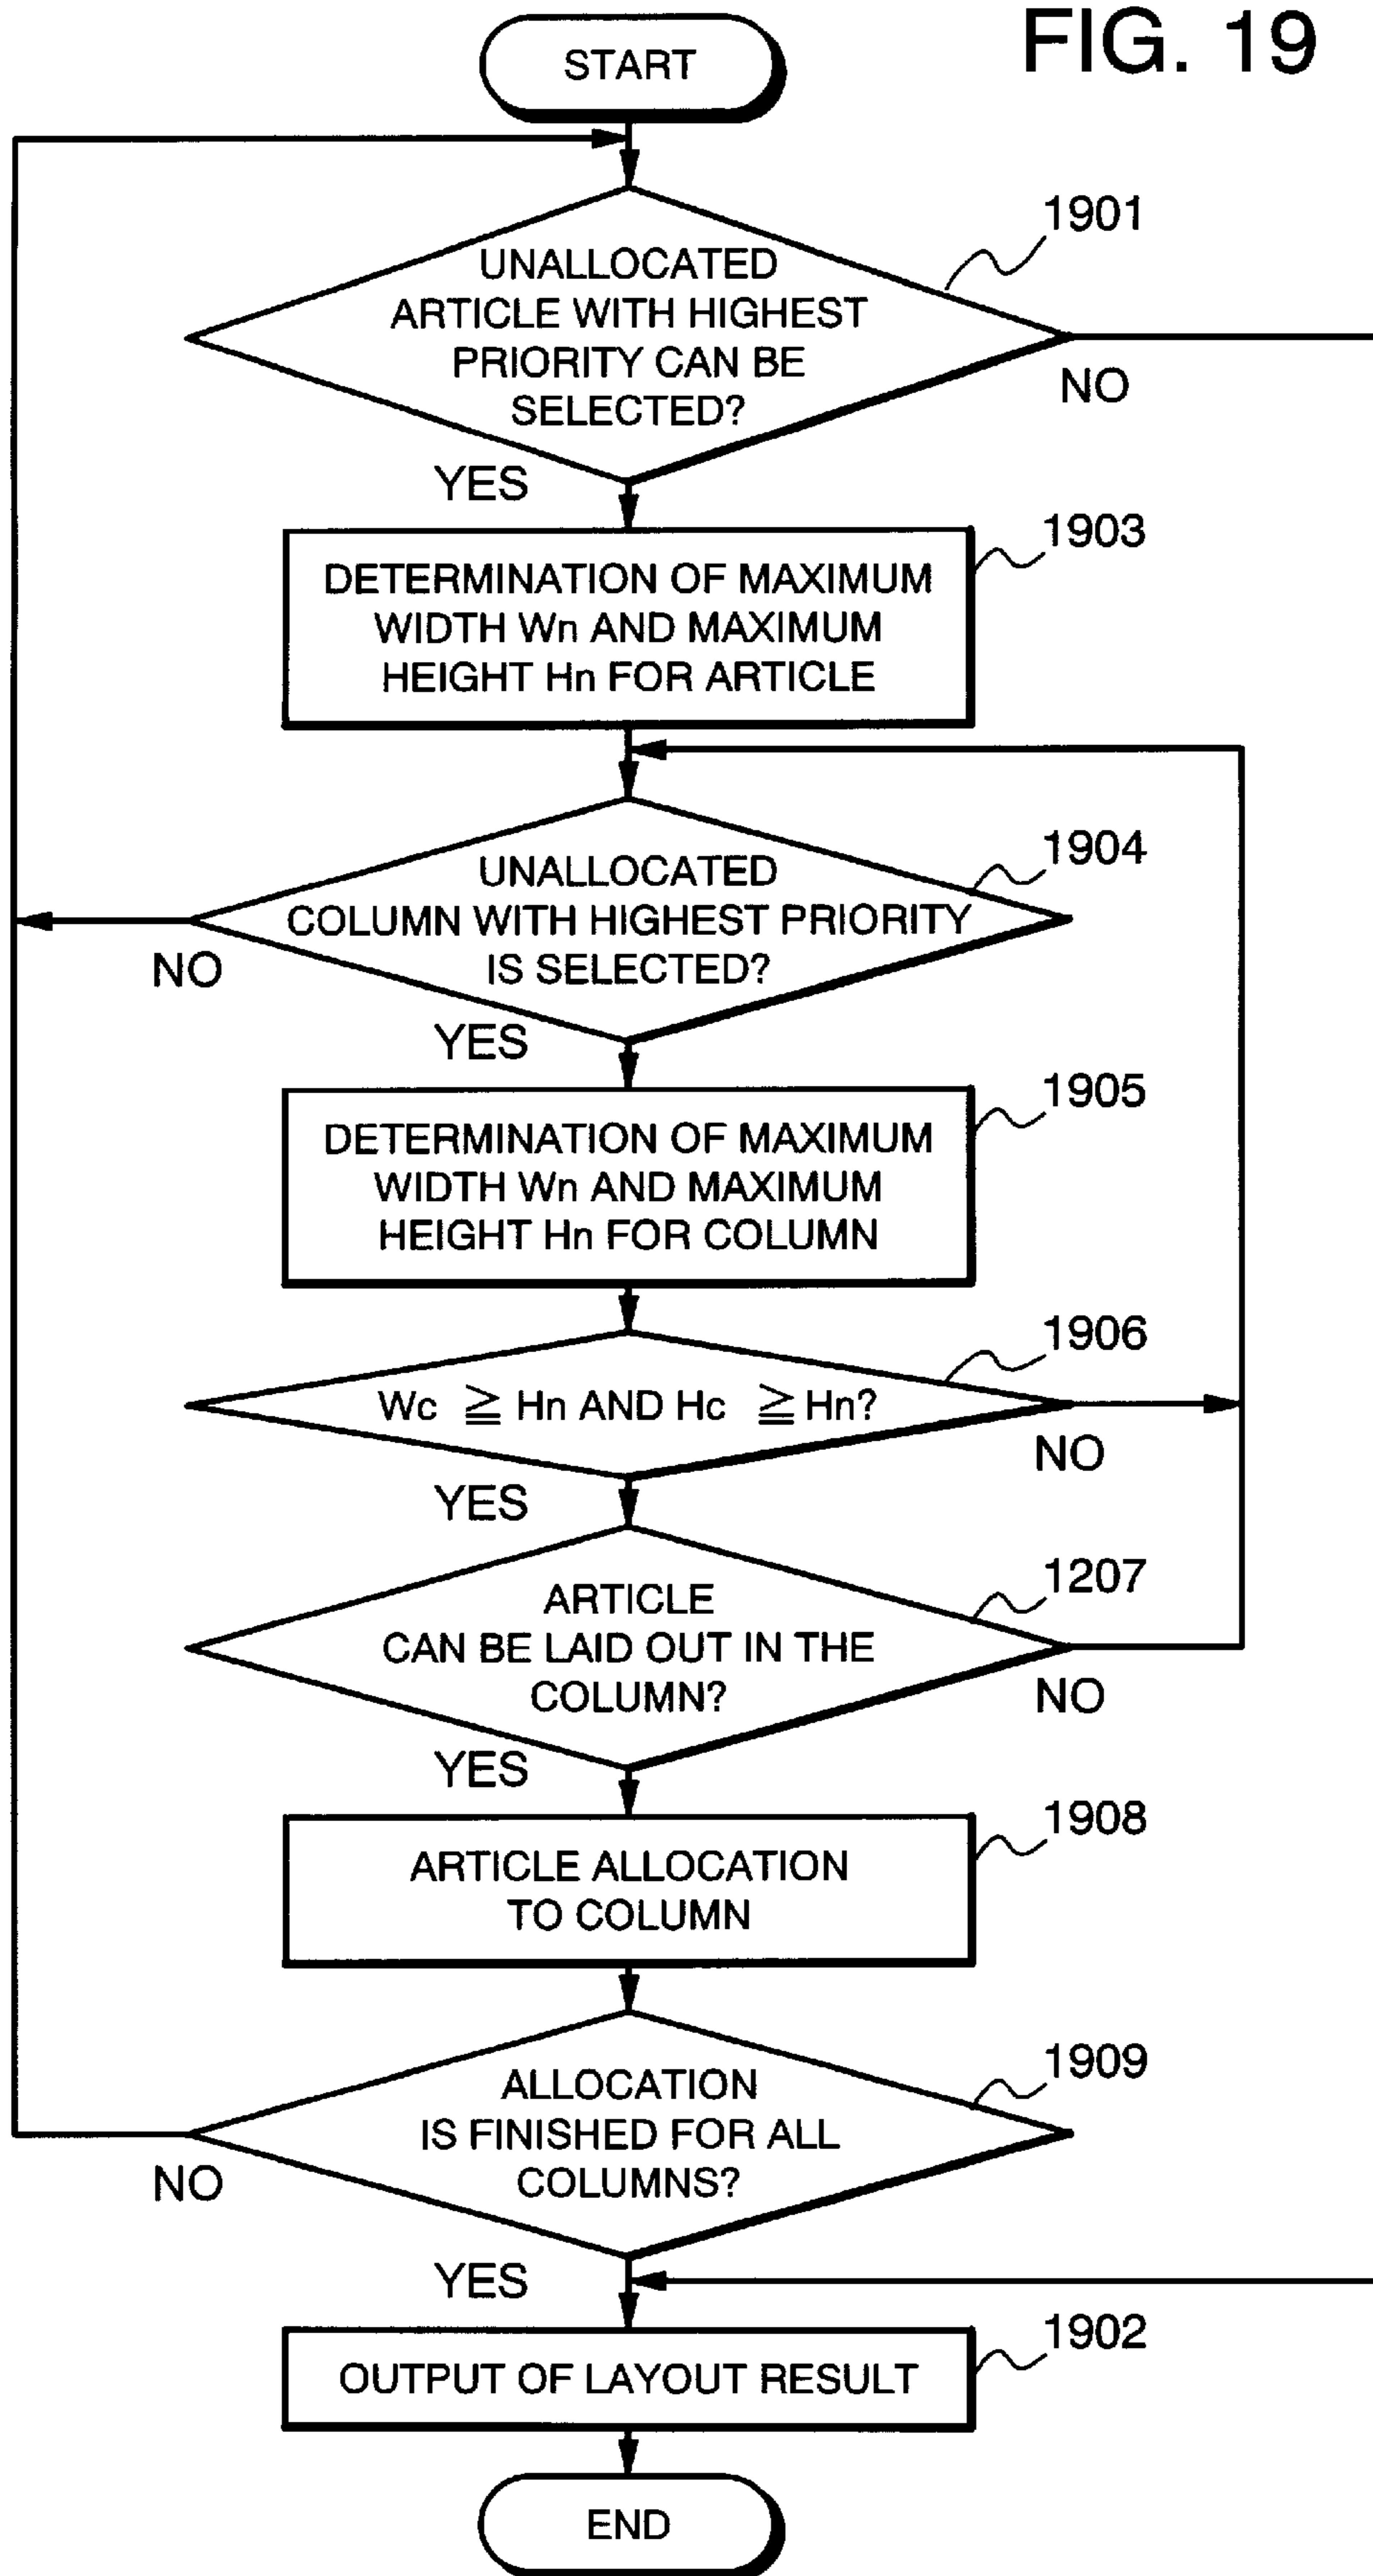 FIG. 19
START
1901
UNALLOCATED
ARTICLE WITH HIGHEST
PRIORITY CAN BE
SELECTED?
NO
YES
1903
DETERMINATION OF MAXIMUM
WIDTH Wn AND MAXIMUM
HEIGHT Hn FOR ARTICLE
1904
UNALLOCATED
COLUMN WITH HIGHEST PRIORITY
IS SELECTED?
NO
YES
1905
DETERMINATION OF MAXIMUM
WIDTH Wn AND MAXIMUM
HEIGHT Hn FOR COLUMN
1906
Wc ≧ Hn AND Hc ≧ Hn?
NO
YES
1207
ARTICLE
CAN BE LAID OUT IN THE
COLUMN?
NO
YES
1908
ARTICLE ALLOCATION
TO COLUMN
1909
ALLOCATION
IS FINISHED FOR ALL
COLUMNS?
NO
YES
1902
OUTPUT OF LAYOUT RESULT
END